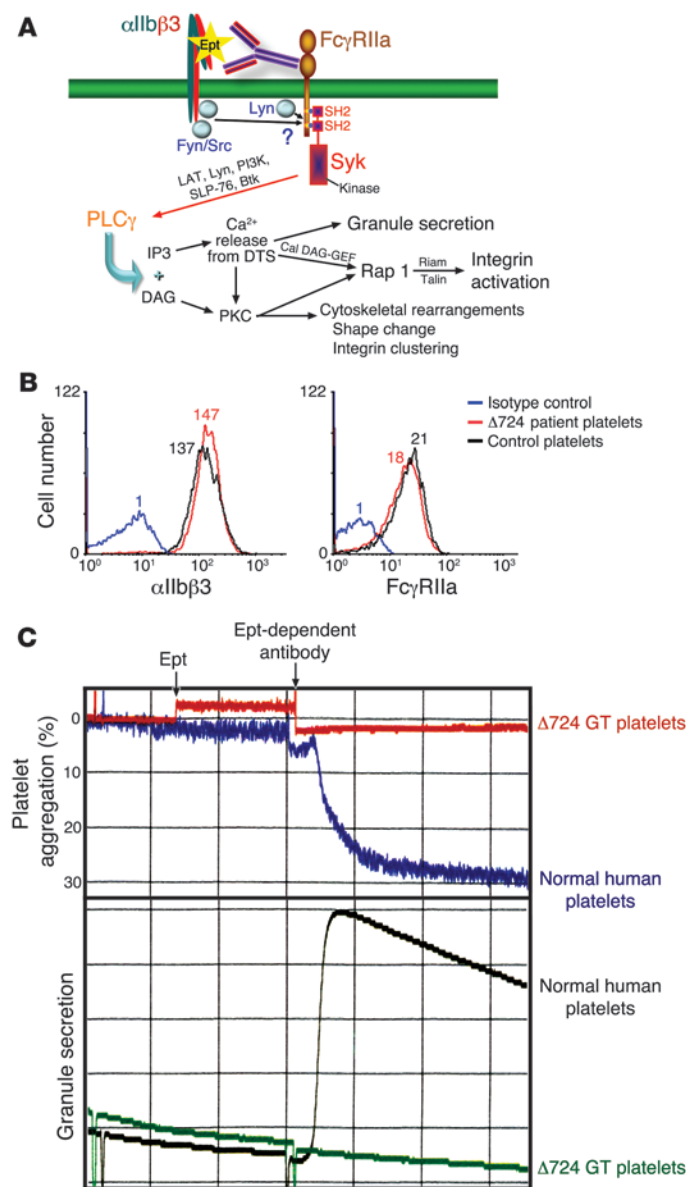 A
αIIbβ3
Ept
FcγRIIa
Lyn
SH2
SH2
Fyn/Src
?
Syk
Kinase
LAT, Lyn, PI3K,
SLP-76, Btk
PLCγ
IP3
+
DAG
Ca2+
release
from DTS
Granule secretion
Cal DAG-GEF
Rap 1
Riam
Talin
Integrin
activation
PKC
Cytoskeletal rearrangements
Shape change
Integrin clustering
B
122
Cell number
0
147
137
1
10⁰
10¹
10²
10³
αIIbβ3
122
0
21
18
1
10⁰
10¹
10²
10³
FcγRIIa
Isotype control
Δ724 patient platelets
Control platelets
C
Ept
Ept-dependent
antibody
Platelet
aggregation (%)
0
10
20
30
Δ724 GT platelets
Normal human
platelets
Granule secretion
Normal human
platelets
Δ724 GT platelets